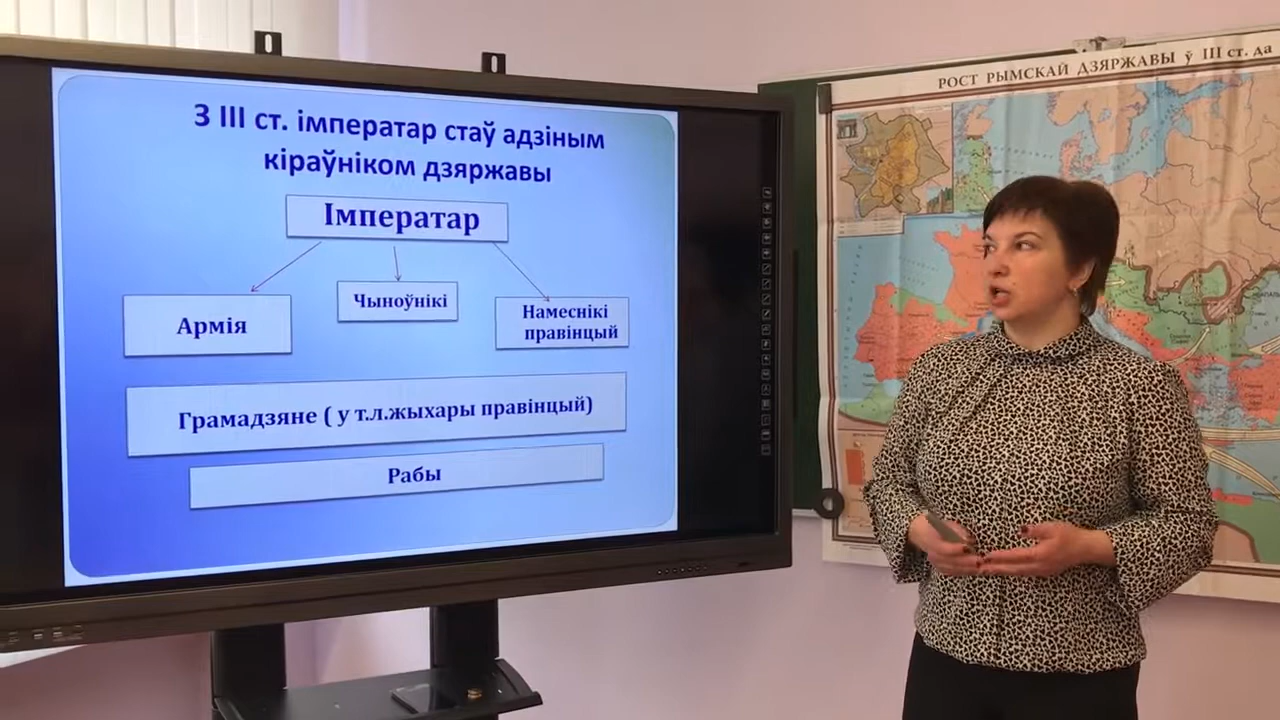 З III ст. імператар стаў адзіным
кіраўніком дзяржавы
Імператар
Армія
Чыноўнікі
Намеснікі
правінцый
Грамадзяне ( у т.л.жыхары правінцый)
Рабы
РОСТ РЫМСКАЙ ДЗЯРЖАВЫ ў III ст. да